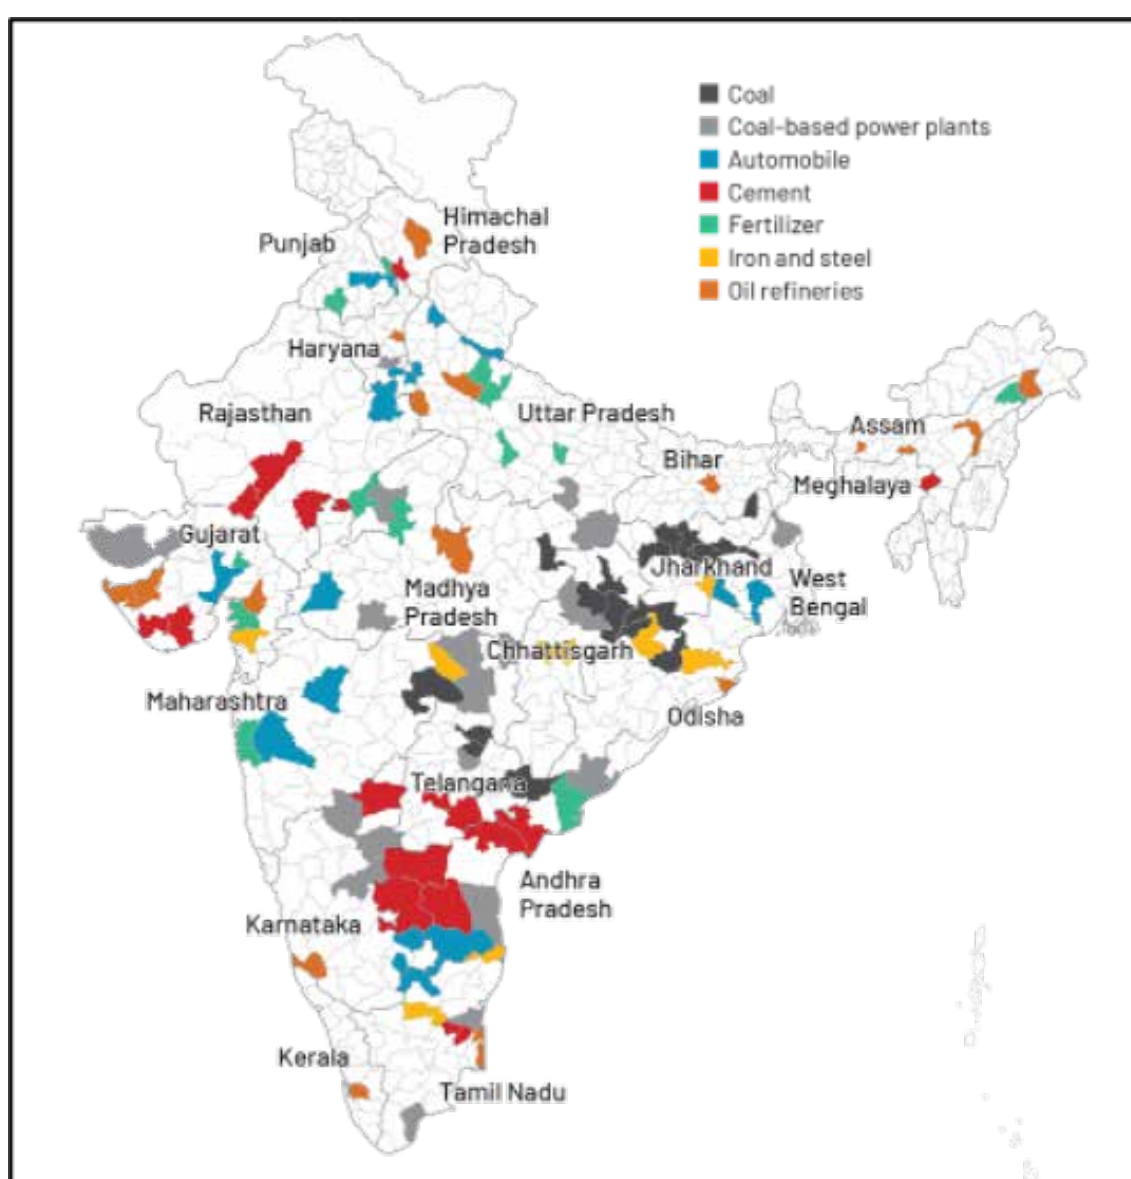 Coal
Coal-based power plants
Automobile
Cement
Fertilizer
Iron and steel
Oil refineries
Himachal
Pradesh
Punjab
Haryana
Rajasthan
Uttar Pradesh
Assam
Bihar
Meghalaya
Gujarat
Jharkhand
West
Bengal
Madhya
Pradesh
Chhattisgarh
Maharashtra
Odisha
Telangana
Andhra
Pradesh
Karnataka
Kerala
Tamil Nadu